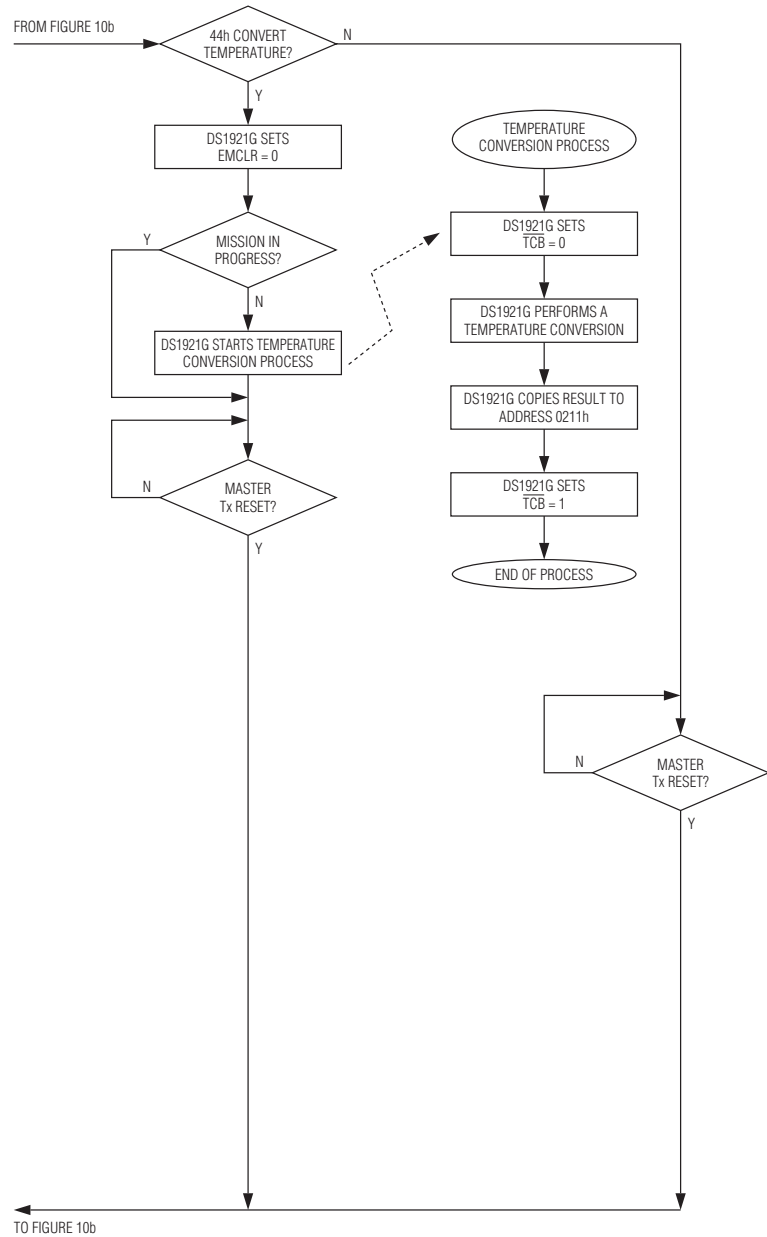 FROM FIGURE 10b
44h CONVERT
TEMPERATURE?
N
Y
DS1921G SETS
EMCLR = 0
TEMPERATURE
CONVERSION PROCESS
MISSION IN
PROGRESS?
Y
N
DS1921G SETS
T̅C̅B̅ = 0
DS1921G STARTS TEMPERATURE
CONVERSION PROCESS
DS1921G PERFORMS A
TEMPERATURE CONVERSION
DS1921G COPIES RESULT TO
ADDRESS 0211h
MASTER
Tx RESET?
N
Y
DS1921G SETS
T̅C̅B̅ = 1
END OF PROCESS
MASTER
Tx RESET?
N
Y
TO FIGURE 10b